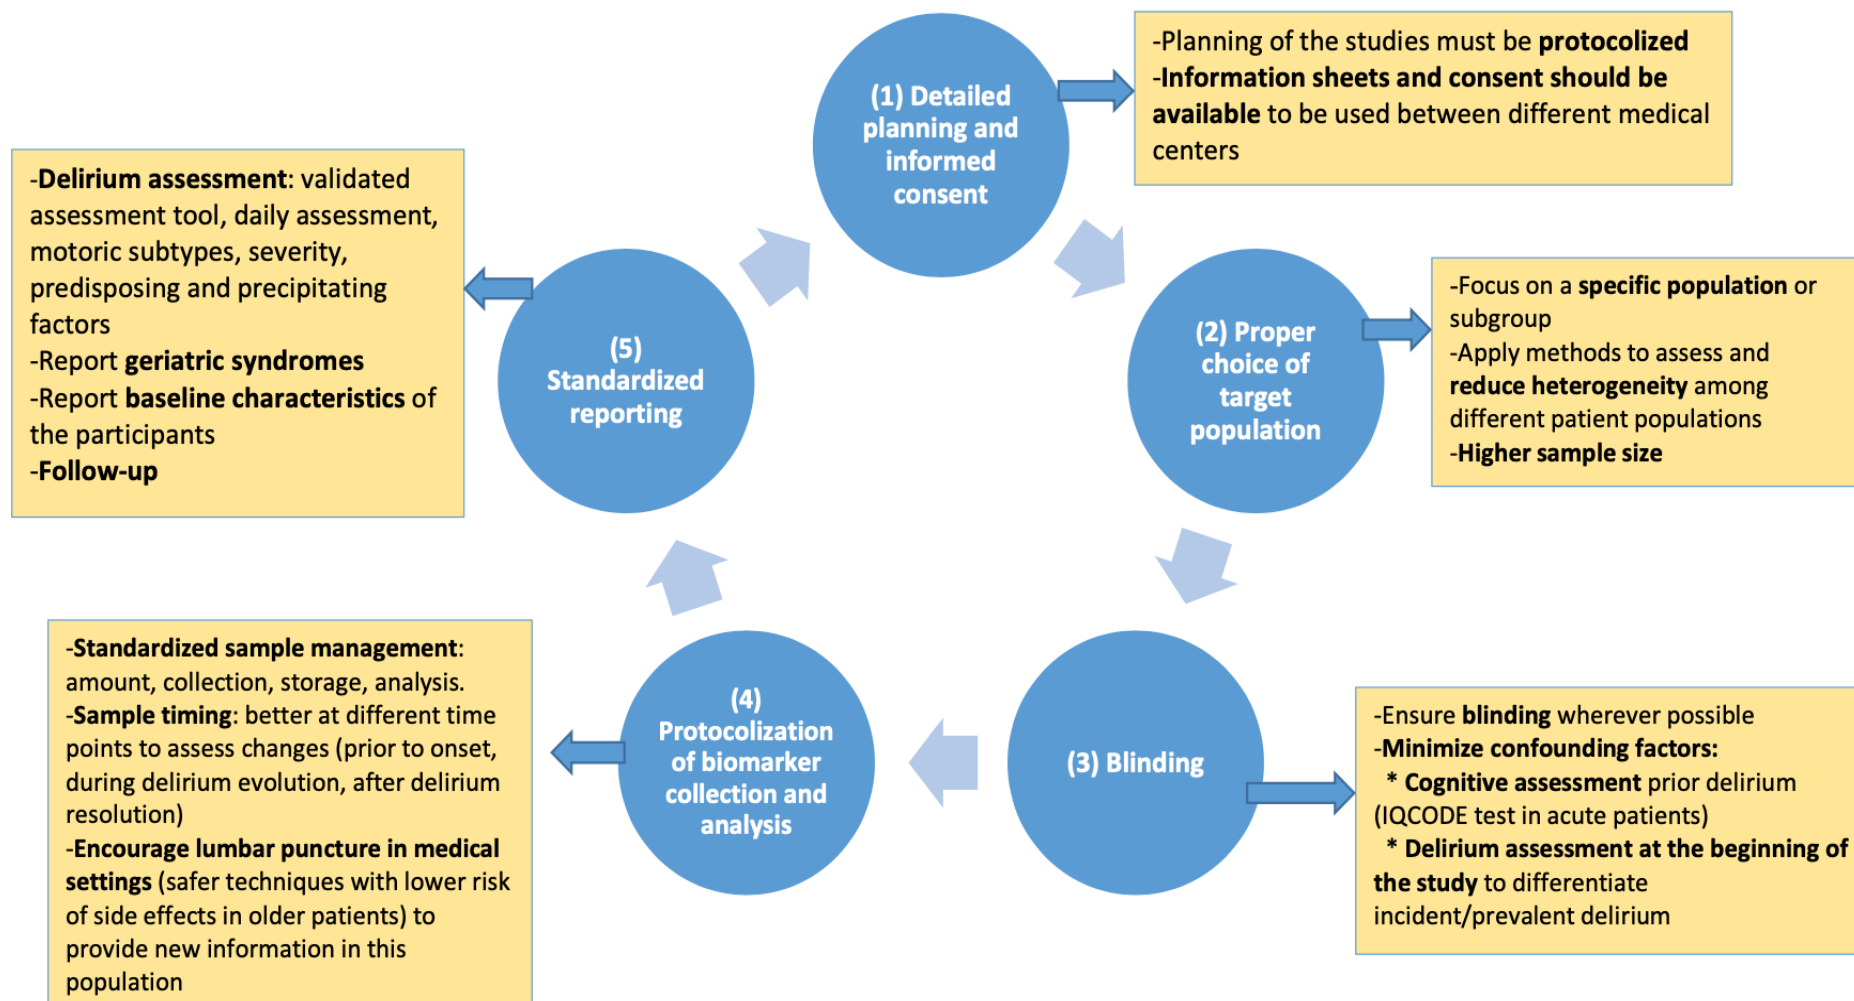 (1) Detailed
planning and
informed
consent
-Planning of the studies must be protocolized
-Information sheets and consent should be
available to be used between different medical
centers
(2) Proper
choice of
target
population
-Focus on a specific population or
subgroup
-Apply methods to assess and
reduce heterogeneity among
different patient populations
-Higher sample size
(3) Blinding
-Ensure blinding wherever possible
-Minimize confounding factors:
* Cognitive assessment prior delirium
(IQCODE test in acute patients)
* Delirium assessment at the beginning of
the study to differentiate
incident/prevalent delirium
(4)
Protocolization
of biomarker
collection and
analysis
-Standardized sample management:
amount, collection, storage, analysis.
-Sample timing: better at different time
points to assess changes (prior to onset,
during delirium evolution, after delirium
resolution)
-Encourage lumbar puncture in medical
settings (safer techniques with lower risk
of side effects in older patients) to
provide new information in this
population
(5)
Standardized
reporting
-Delirium assessment: validated
assessment tool, daily assessment,
motoric subtypes, severity,
predisposing and precipitating
factors
-Report geriatric syndromes
-Report baseline characteristics of
the participants
-Follow-up